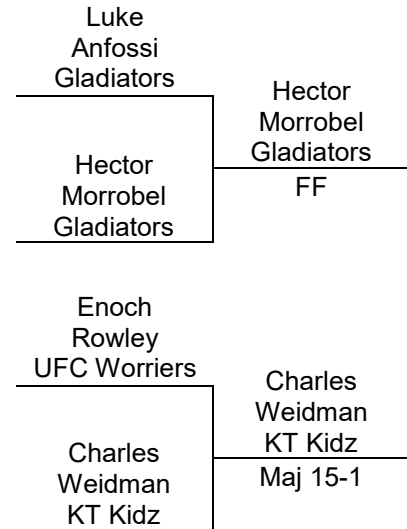 Luke
Anfossi
Gladiators
Hector
Morrobel
Gladiators
Hector
Morrobel
Gladiators
FF
Enoch
Rowley
UFC Worriers
Charles
Weidman
KT Kidz
Charles
Weidman
KT Kidz
Maj 15-1